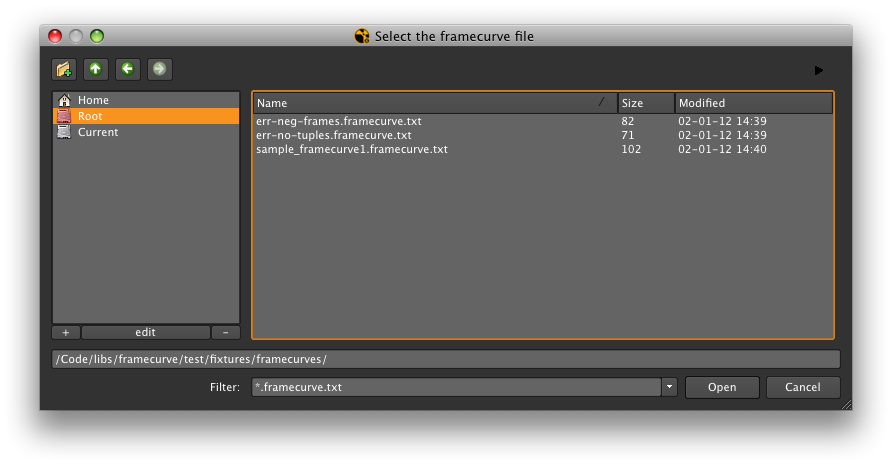 Select the framecurve file
Home
Root
Current
Name Size Modified
err-neg-frames.framecurve.txt 82 02-01-12 14:39
err-no-tuples.framecurve.txt 71 02-01-12 14:39
sample_framecurve1.framecurve.txt 102 02-01-12 14:40
+ edit -
/Code/libs/framecurve/test/fixtures/framecurves/
Filter: *.framecurve.txt Open Cancel